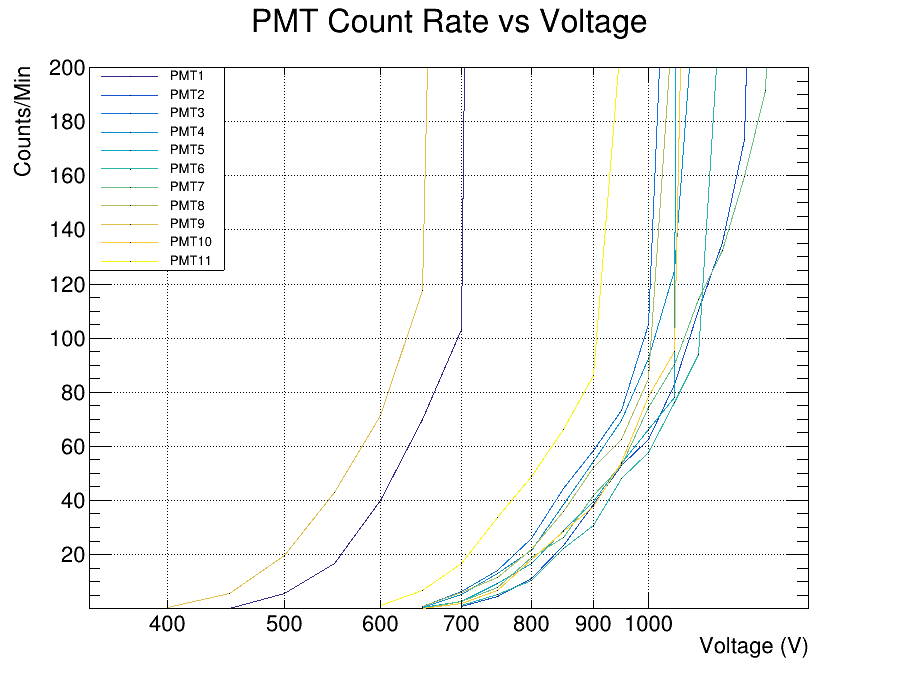 PMT Count Rate vs Voltage
Counts/Min
200
180
160
140
120
100
80
60
40
20
PMT1
PMT2
PMT3
PMT4
PMT5
PMT6
PMT7
PMT8
PMT9
PMT10
PMT11
400 500 600 700 800 900 1000
Voltage (V)